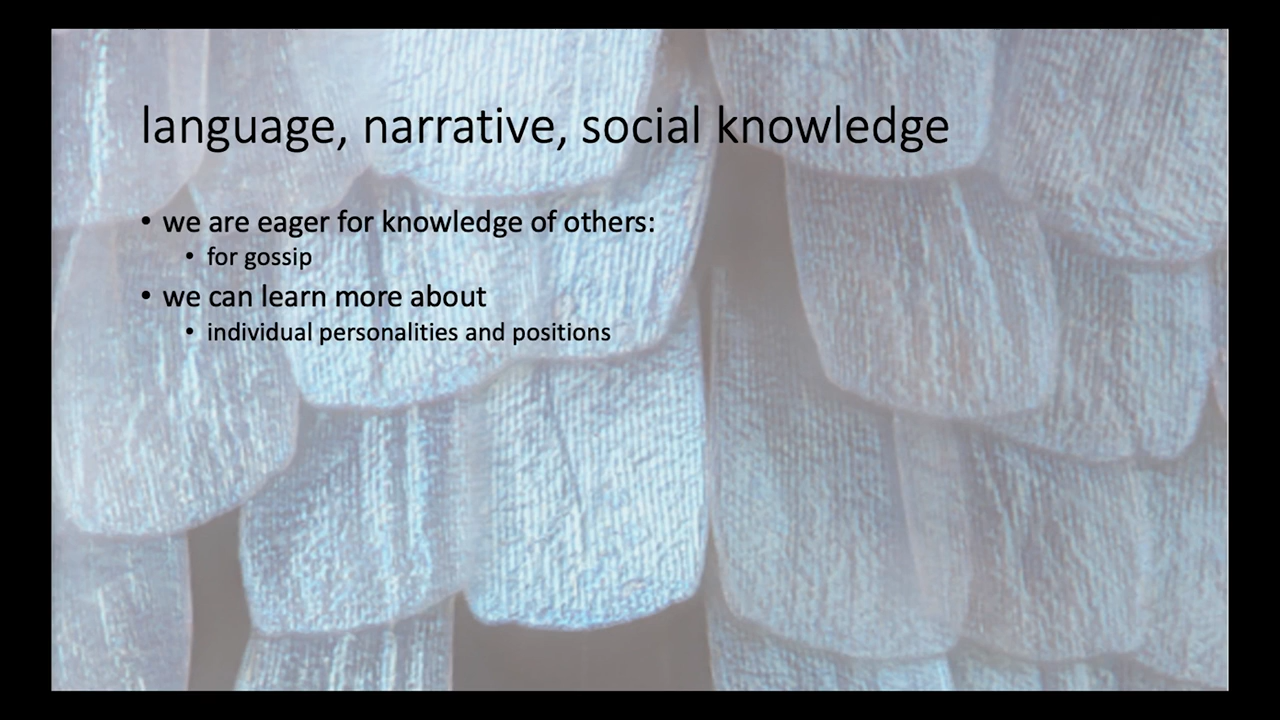 language, narrative, social knowledge
• we are eager for knowledge of others:
• for gossip
• we can learn more about
• individual personalities and positions